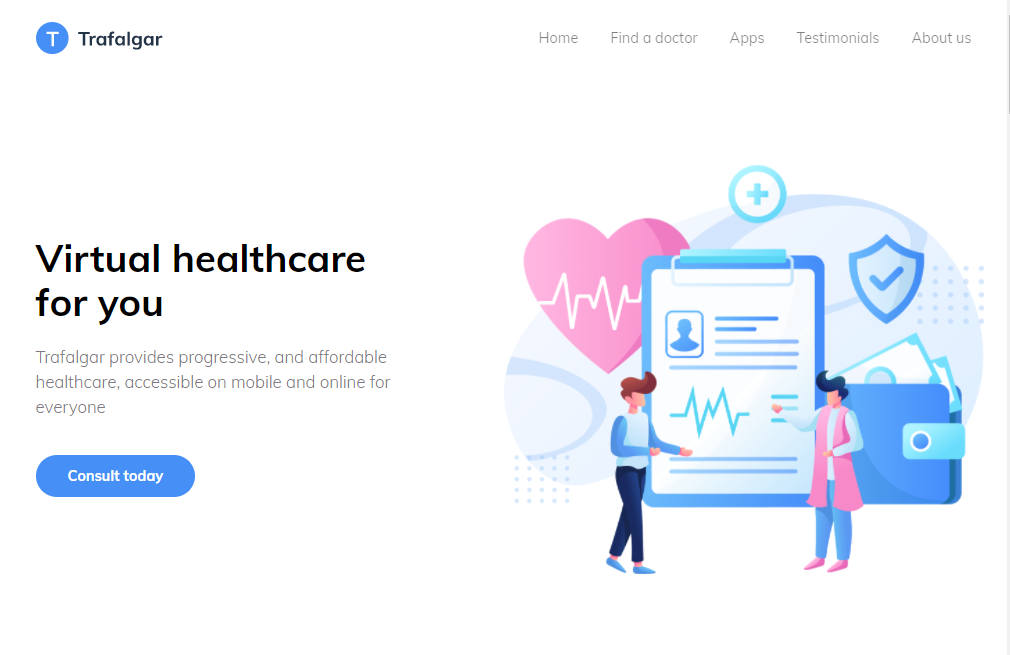 T Trafalgar
Home Find a doctor Apps Testimonials About us
Virtual healthcare
for you
Trafalgar provides progressive, and affordable
healthcare, accessible on mobile and online for
everyone
Consult today